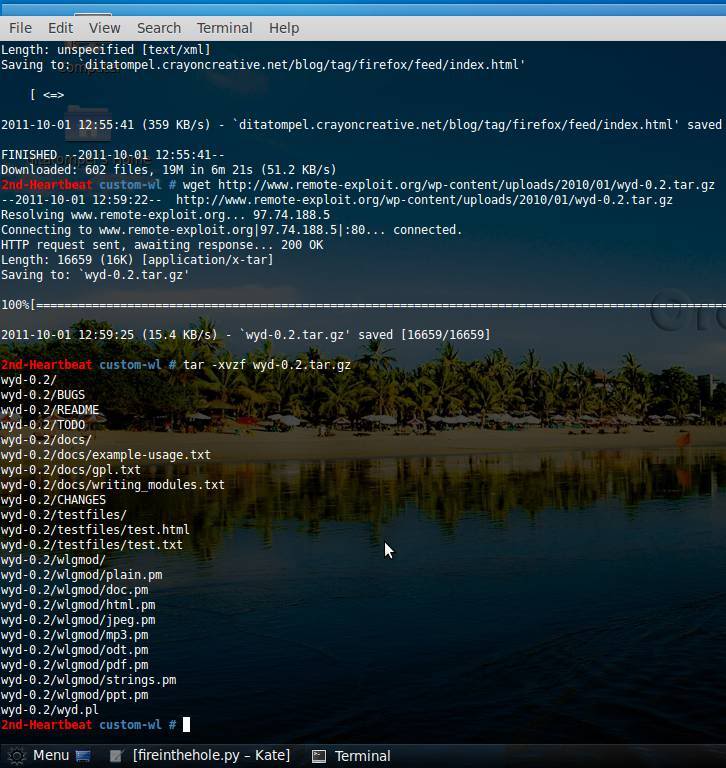 File Edit View Search Terminal Help
Length: unspecified [text/xml]
Saving to: `ditatompel.crayoncreative.net/blog/tag/firefox/feed/index.html'
[ <=>
2011-10-01 12:55:41 (359 KB/s) - `ditatompel.crayoncreative.net/blog/tag/firefox/feed/index.html' saved
FINISHED --2011-10-01 12:55:41--
Downloaded: 602 files, 19M in 6m 21s (51.2 KB/s)
2nd-Heartbeat custom-wl # wget http://www.remote-exploit.org/wp-content/uploads/2010/01/wyd-0.2.tar.gz
--2011-10-01 12:59:22-- http://www.remote-exploit.org/wp-content/uploads/2010/01/wyd-0.2.tar.gz
Resolving www.remote-exploit.org... 97.74.188.5
Connecting to www.remote-exploit.org|97.74.188.5|:80... connected.
HTTP request sent, awaiting response... 200 OK
Length: 16659 (16K) [application/x-tar]
Saving to: `wyd-0.2.tar.gz'
100%[==================================================================================================
2011-10-01 12:59:25 (15.4 KB/s) - `wyd-0.2.tar.gz' saved [16659/16659]
2nd-Heartbeat custom-wl # tar -xvzf wyd-0.2.tar.gz
wyd-0.2/
wyd-0.2/BUGS
wyd-0.2/README
wyd-0.2/TODO
wyd-0.2/docs/
wyd-0.2/docs/example-usage.txt
wyd-0.2/docs/gpl.txt
wyd-0.2/docs/writing_modules.txt
wyd-0.2/CHANGES
wyd-0.2/testfiles/
wyd-0.2/testfiles/test.html
wyd-0.2/testfiles/test.txt
wyd-0.2/wlgmod/
wyd-0.2/wlgmod/plain.pm
wyd-0.2/wlgmod/doc.pm
wyd-0.2/wlgmod/html.pm
wyd-0.2/wlgmod/jpeg.pm
wyd-0.2/wlgmod/mp3.pm
wyd-0.2/wlgmod/odt.pm
wyd-0.2/wlgmod/pdf.pm
wyd-0.2/wlgmod/strings.pm
wyd-0.2/wlgmod/ppt.pm
wyd-0.2/wyd.pl
2nd-Heartbeat custom-wl #
Menu [fireinthehole.py – Kate] Terminal